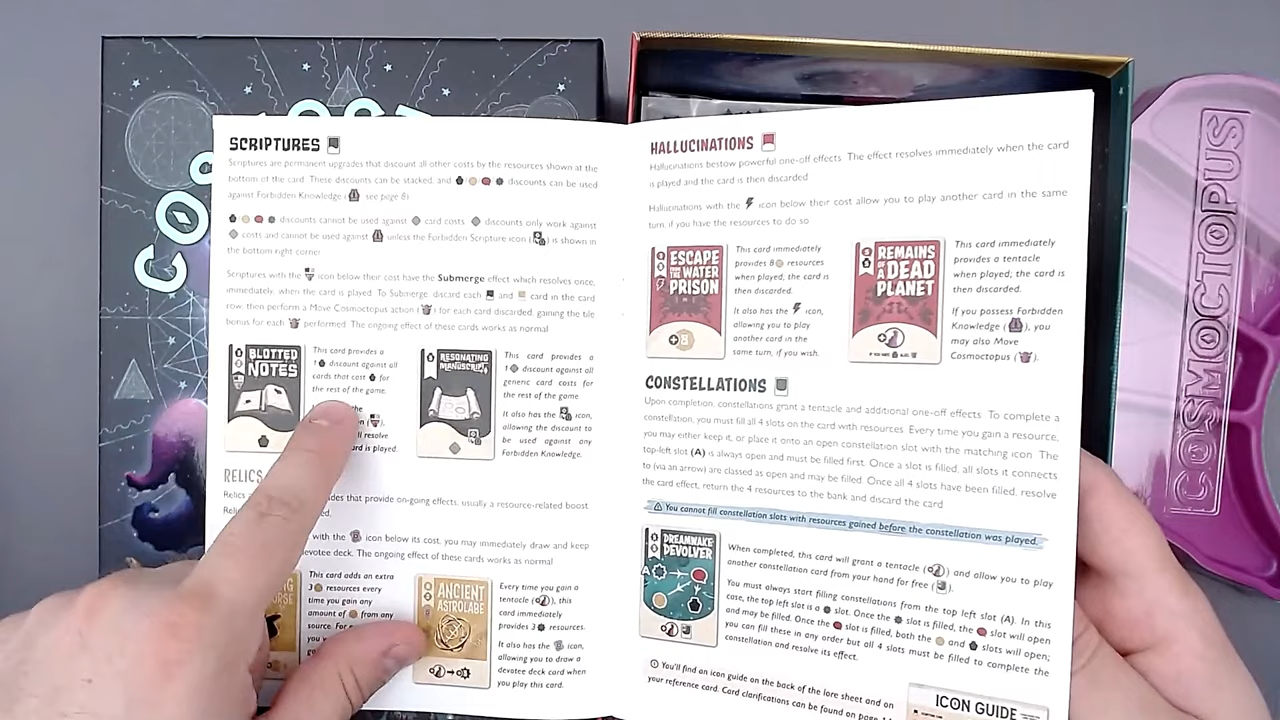 COSMOCTOPUS
SCRIPTURES
Scriptures are permanent upgrades that discount all other costs by the resources shown at the
bottom of the card. These discounts can be stacked, and discounts can be used
against Forbidden Knowledge ( see page 6)
discounts cannot be used against card costs. discounts only work against
costs and cannot be used against unless the Forbidden Scripture icon ( ) is shown in
the bottom right corner
Scriptures with the icon below their cost have the Submerge effect which resolves once,
immediately, when the card is played. To Submerge, discard each and card in the card
row, then perform a Move Cosmoctopus action ( ) for each card discarded, gaining the tile
bonus for each performed. The ongoing effect of these cards works as normal
BLOTTED
NOTES
This card provides a
1 discount against all
cards that cost for
the rest of the game.
the
resolve
card is played.
RESONATING
MANUSCRIPT
This card provides a
1 discount against all
generic card costs for
the rest of the game.
It also has the icon,
allowing the discount to
be used against any
Forbidden Knowledge.
RELICS
Relics that provide on-going effects, usually a resource-related boost
with the icon below its cost, you may immediately draw and keep
devotee deck. The ongoing effect of these cards works as normal
This card adds an extra
3 resources every
time you gain any
amount of from any
source. For
ANCIENT
ASTROLABE
Every time you gain a
tentacle ( ), this
card immediately
provides 3 resources.
It also has the icon,
allowing you to draw a
devotee deck card when
you play this card.
HALLUCINATIONS
Hallucinations bestow powerful one-off effects. The effect resolves immediately when the card
is played and the card is then discarded
Hallucinations with the icon below their cost allow you to play another card in the same
turn, if you have the resources to do so
ESCAPE
FROM THE
WATER
PRISON
+8
This card immediately
provides 8 resources
when played; the card is
then discarded.
It also has the icon,
allowing you to play
another card in the
same turn, if you wish.
REMAINS
OF A DEAD
PLANET
This card immediately
provides a tentacle
when played; the card is
then discarded.
If you possess Forbidden
Knowledge ( ), you
may also Move
Cosmoctopus ( ).
CONSTELLATIONS
Upon completion, constellations grant a tentacle and additional one-off effects. To complete a
constellation, you must fill all 4 slots on the card with resources. Every time you gain a resource,
you may either keep it, or place it onto an open constellation slot with the matching icon. The
top-left slot (A) is always open and must be filled first. Once a slot is filled, all slots it connects
to (via an arrow) are classed as open and may be filled. Once all 4 slots have been filled, resolve
the card effect, return the 4 resources to the bank and discard the card
You cannot fill constellation slots with resources gained before the constellation was played.
DREAMWAKE
DEVOLVER
A
When completed, this card will grant a tentacle ( ) and allow you to play
another constellation card from your hand for free ( ).
You must always start filling constellations from the top left slot (A). In this
case, the top left slot is a slot. Once the slot is filled, the slot will open
and may be filled. Once the slot is filled, both the and slots will open;
you can fill these in any order but all 4 slots must be filled to complete the
constellation and resolve its effect.
You'll find an icon guide on the back of the lore sheet and on
your reference card. Card clarifications can be found on page 14
ICON GUIDE
COSMOCTOPUS